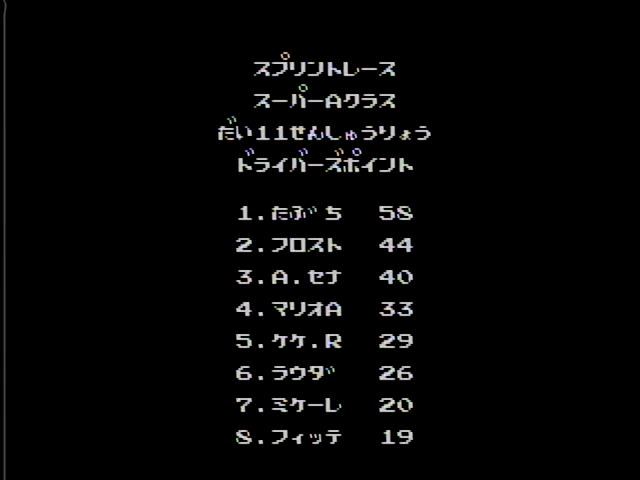 スプリントレース
スーパーAクラス
だい11せんしゅうりょう
ドライバーズポイント
1.たぶち 58
2.フロスト 44
3.A.セナ 40
4.マリオA 33
5.ケケ.R 29
6.ラウダ 26
7.ミケーレ 20
8.フィッテ 19